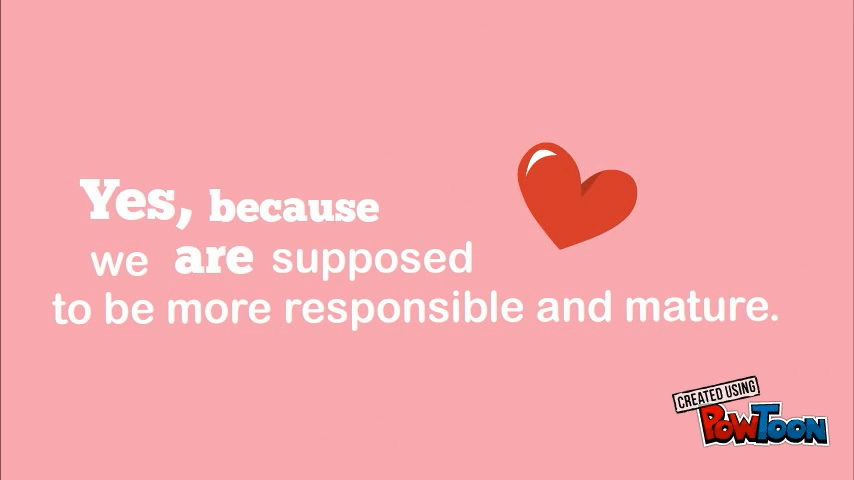 Yes, because
we are supposed
to be more responsible and mature.
CREATED USING
POWTOON